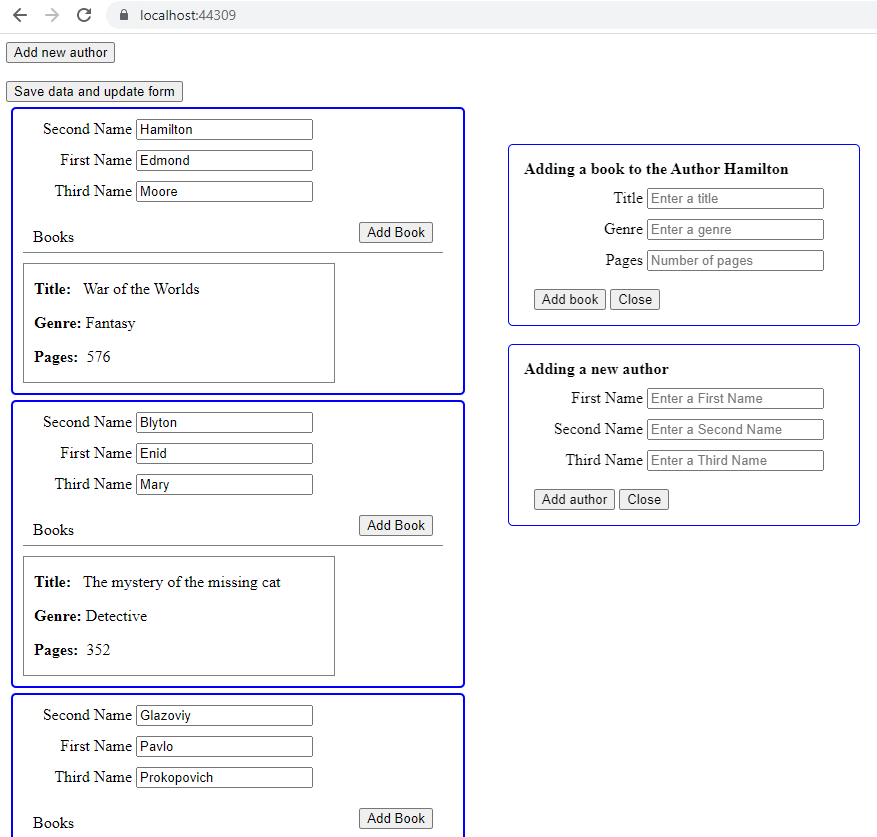 localhost:44309
Add new author
Save data and update form
Second Name Hamilton
First Name Edmond
Third Name Moore
Books Add Book
Title: War of the Worlds
Genre: Fantasy
Pages: 576
Second Name Blyton
First Name Enid
Third Name Mary
Books Add Book
Title: The mystery of the missing cat
Genre: Detective
Pages: 352
Second Name Glazoviy
First Name Pavlo
Third Name Prokopovich
Books Add Book
Adding a book to the Author Hamilton
Title Enter a title
Genre Enter a genre
Pages Number of pages
Add book Close
Adding a new author
First Name Enter a First Name
Second Name Enter a Second Name
Third Name Enter a Third Name
Add author Close